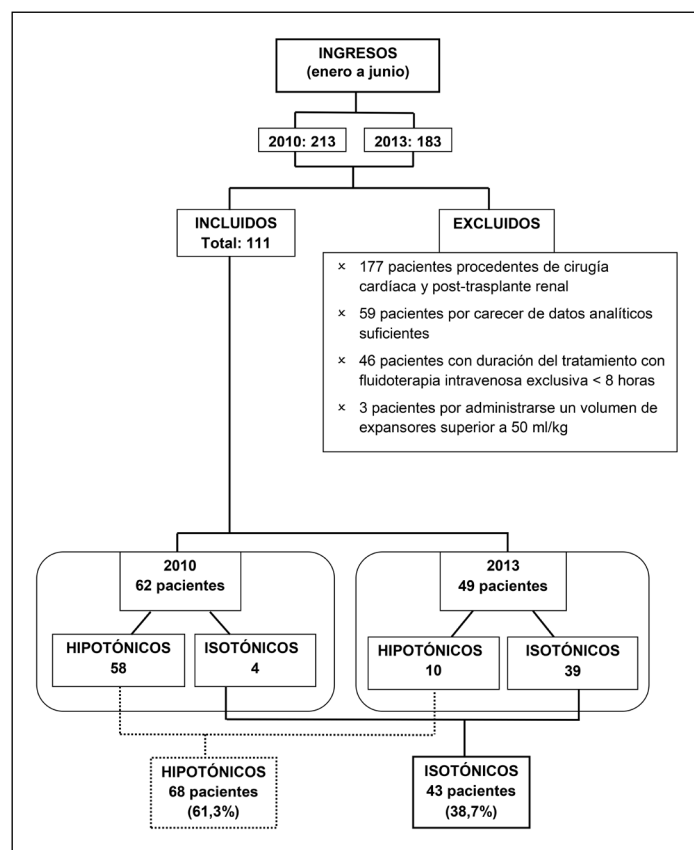 INGRESOS
(enero a junio)
2010: 213
2013: 183
INCLUIDOS
Total: 111
EXCLUIDOS
× 177 pacientes procedentes de cirugía
cardíaca y post-trasplante renal
× 59 pacientes por carecer de datos analíticos
suficientes
× 46 pacientes con duración del tratamiento con
fluidoterapia intravenosa exclusiva < 8 horas
× 3 pacientes por administrarse un volumen de
expansores superior a 50 ml/kg
2010
62 pacientes
HIPOTÓNICOS
58
ISOTÓNICOS
4
2013
49 pacientes
HIPOTÓNICOS
10
ISOTÓNICOS
39
HIPOTÓNICOS
68 pacientes
(61,3%)
ISOTÓNICOS
43 pacientes
(38,7%)